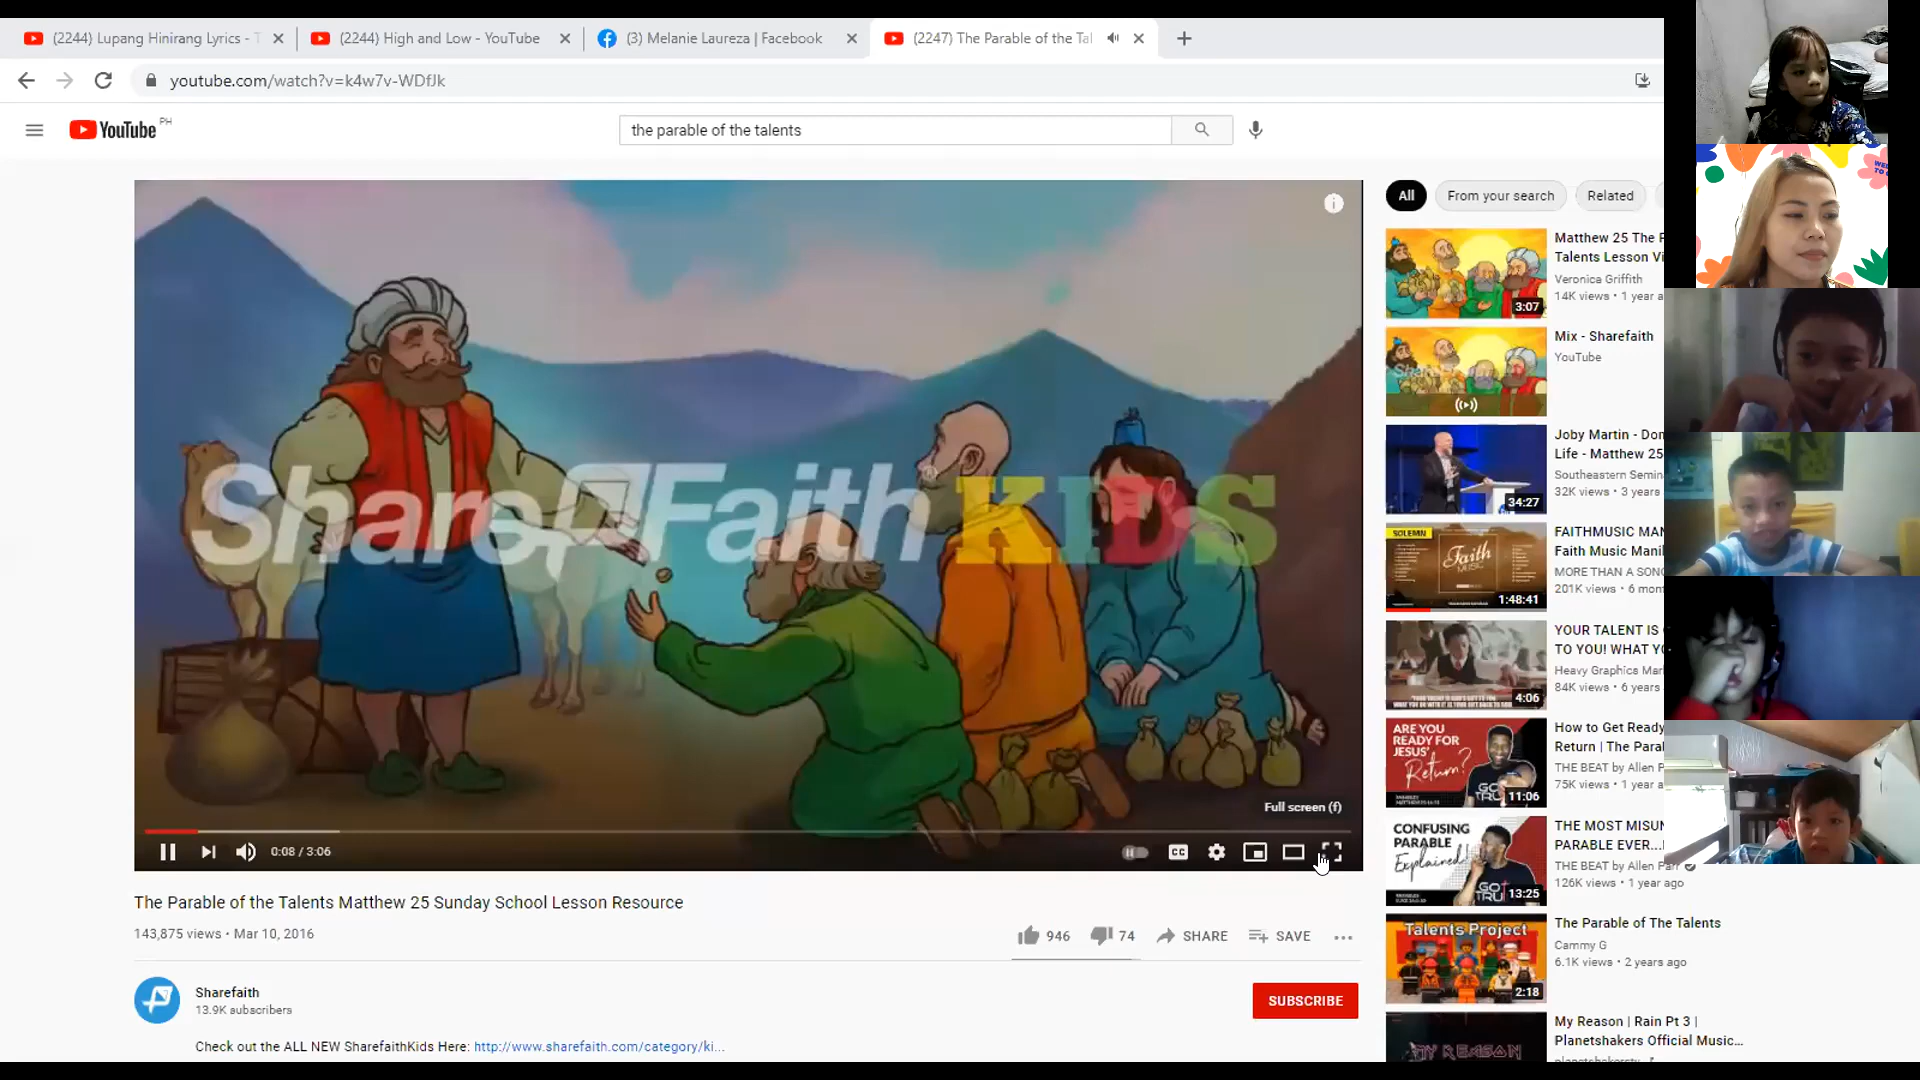 (2244) Lupang Hinirang Lyrics - T
(2244) High and Low - YouTube
(3) Melanie Laureza | Facebook
(2247) The Parable of the Tal
youtube.com/watch?v=k4w7v-WDfJk
YouTube PH
the parable of the talents
ShareFaith KIDS
Full screen (f)
0:08 / 3:06
CC
The Parable of the Talents Matthew 25 Sunday School Lesson Resource
143,875 views • Mar 10, 2016
946
74
SHARE
SAVE
Sharefaith
13.9K subscribers
SUBSCRIBE
Check out the ALL NEW SharefaithKids Here: http://www.sharefaith.com/category/ki...
All
From your search
Related
3:07
Matthew 25 The P
Talents Lesson Vi
Veronica Griffith
14K views • 1 year a
Mix - Sharefaith
YouTube
34:27
Joby Martin - Don
Life - Matthew 25
Southeastern Semin
32K views • 3 years
SOLEMN
Faith
MUSIC
1:48:41
FAITHMUSIC MAN
Faith Music Manil
MORE THAN A SONG
201K views • 6 mon
4:06
YOUR TALENT IS
TO YOU! WHAT YO
Heavy Graphics Mar
84K views • 6 years
ARE YOU
READY FOR
JESUS'
Return?
11:06
How to Get Ready
Return | The Paral
THE BEAT by Allen P
75K views • 1 year a
CONFUSING
PARABLE
Explained!
13:25
THE MOST MISUN
PARABLE EVER...
THE BEAT by Allen Parr
126K views • 1 year ago
Talents Project
2:18
The Parable of The Talents
Cammy G
6.1K views • 2 years ago
MY REASON
My Reason | Rain Pt 3 |
Planetshakers Official Music...